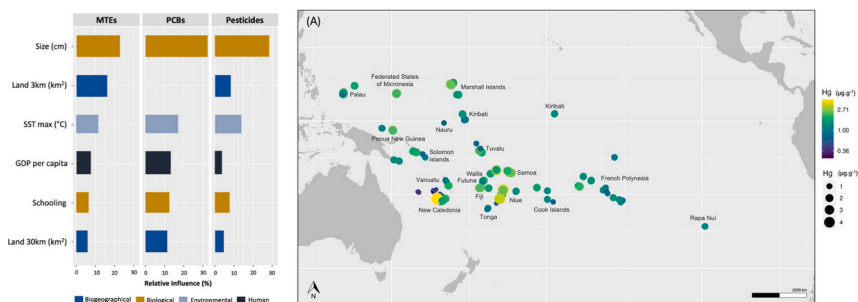 MTEs PCBs Pesticides
Size (cm)
Land 3km (km²)
SST max (°C)
GDP per capita
Schooling
Land 30km (km²)
0 10 20 30 0 10 20 30 0 10 20 30
Relative influence (%)
Biogeographical Biological Environmental Human
(A)
Palau
Federated States
of Micronesia
Marshall Islands
Kiribati
Kiribati
Nauru
Papua New Guinea
Solomon
Islands
Tuvalu
Wallis
Futuna
Samoa
Vanuatu
Fiji
French Polynesia
New Caledonia
Niue
Tonga
Cook Islands
Rapa Nui
N
2000 km
Hg (µg.g⁻¹)
2.71
1.00
0.36
Hg (µg.g⁻¹)
1
2
3
4